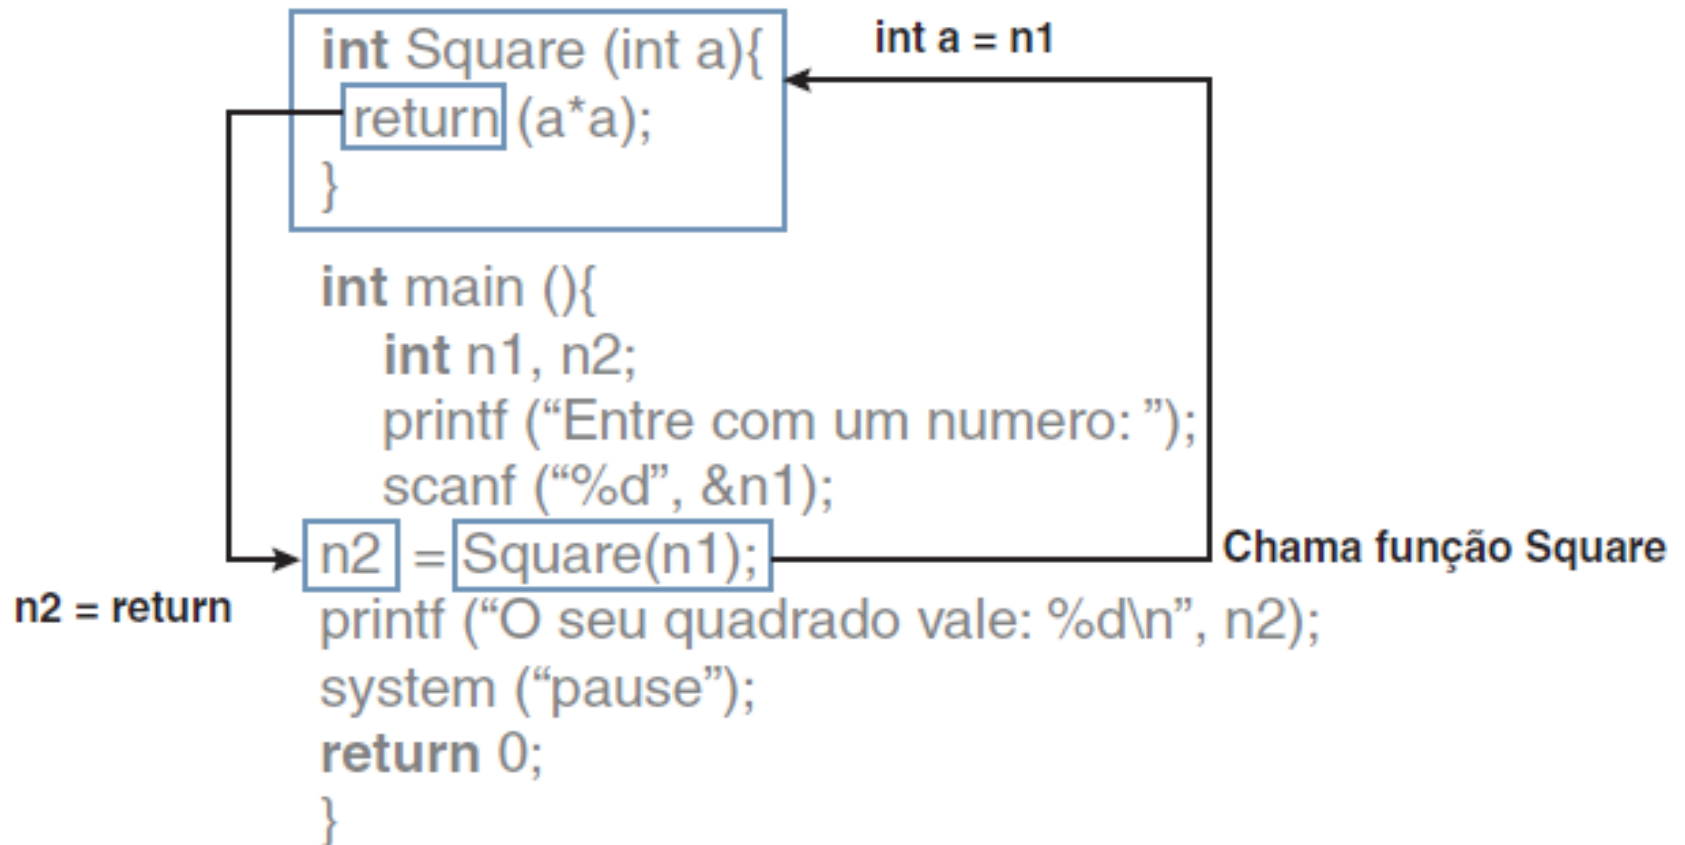 int Square (int a){
int a = n1
return (a*a);
}
int main (){
int n1, n2;
printf (“Entre com um numero: ”);
scanf (“%d”, &n1);
n2 = Square(n1);
Chama função Square
n2 = return
printf (“O seu quadrado vale: %d\n”, n2);
system (“pause”);
return 0;
}